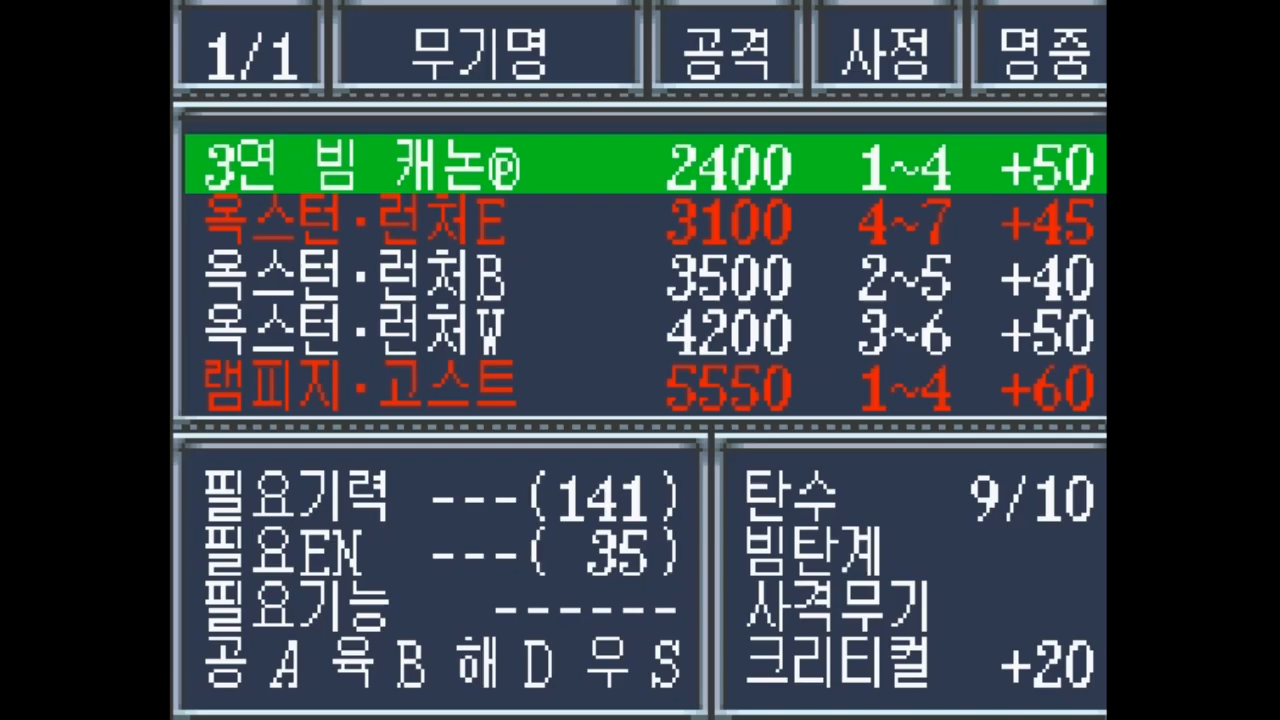 1/1 무기명 공격 사정 명중
3연 빔 캐논Ⓟ 2400 1~4 +50
옥스턴·런처E 3100 4~7 +45
옥스턴·런처B 3500 2~5 +40
옥스턴·런처W 4200 3~6 +50
램피지·고스트 5550 1~4 +60
필요기력 ---(141)
필요EN ---( 35)
필요기능 ------
공 A 육 B 해 D 우 S
탄수 9/10
빔탄계
사격무기
크리티컬 +20